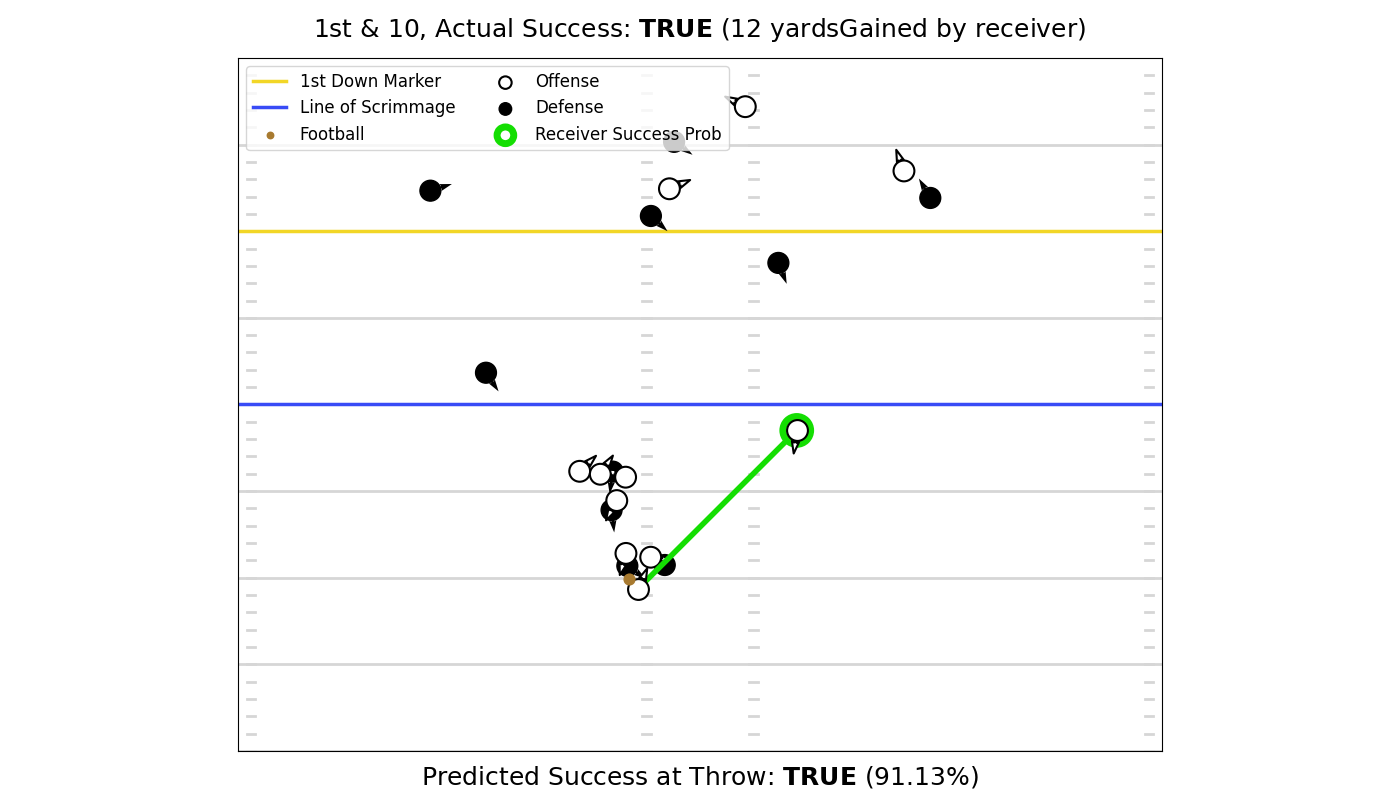 1st & 10, Actual Success: TRUE (12 yardsGained by receiver)
1st Down Marker
Line of Scrimmage
Football
Offense
Defense
Receiver Success Prob
Predicted Success at Throw: TRUE (91.13%)